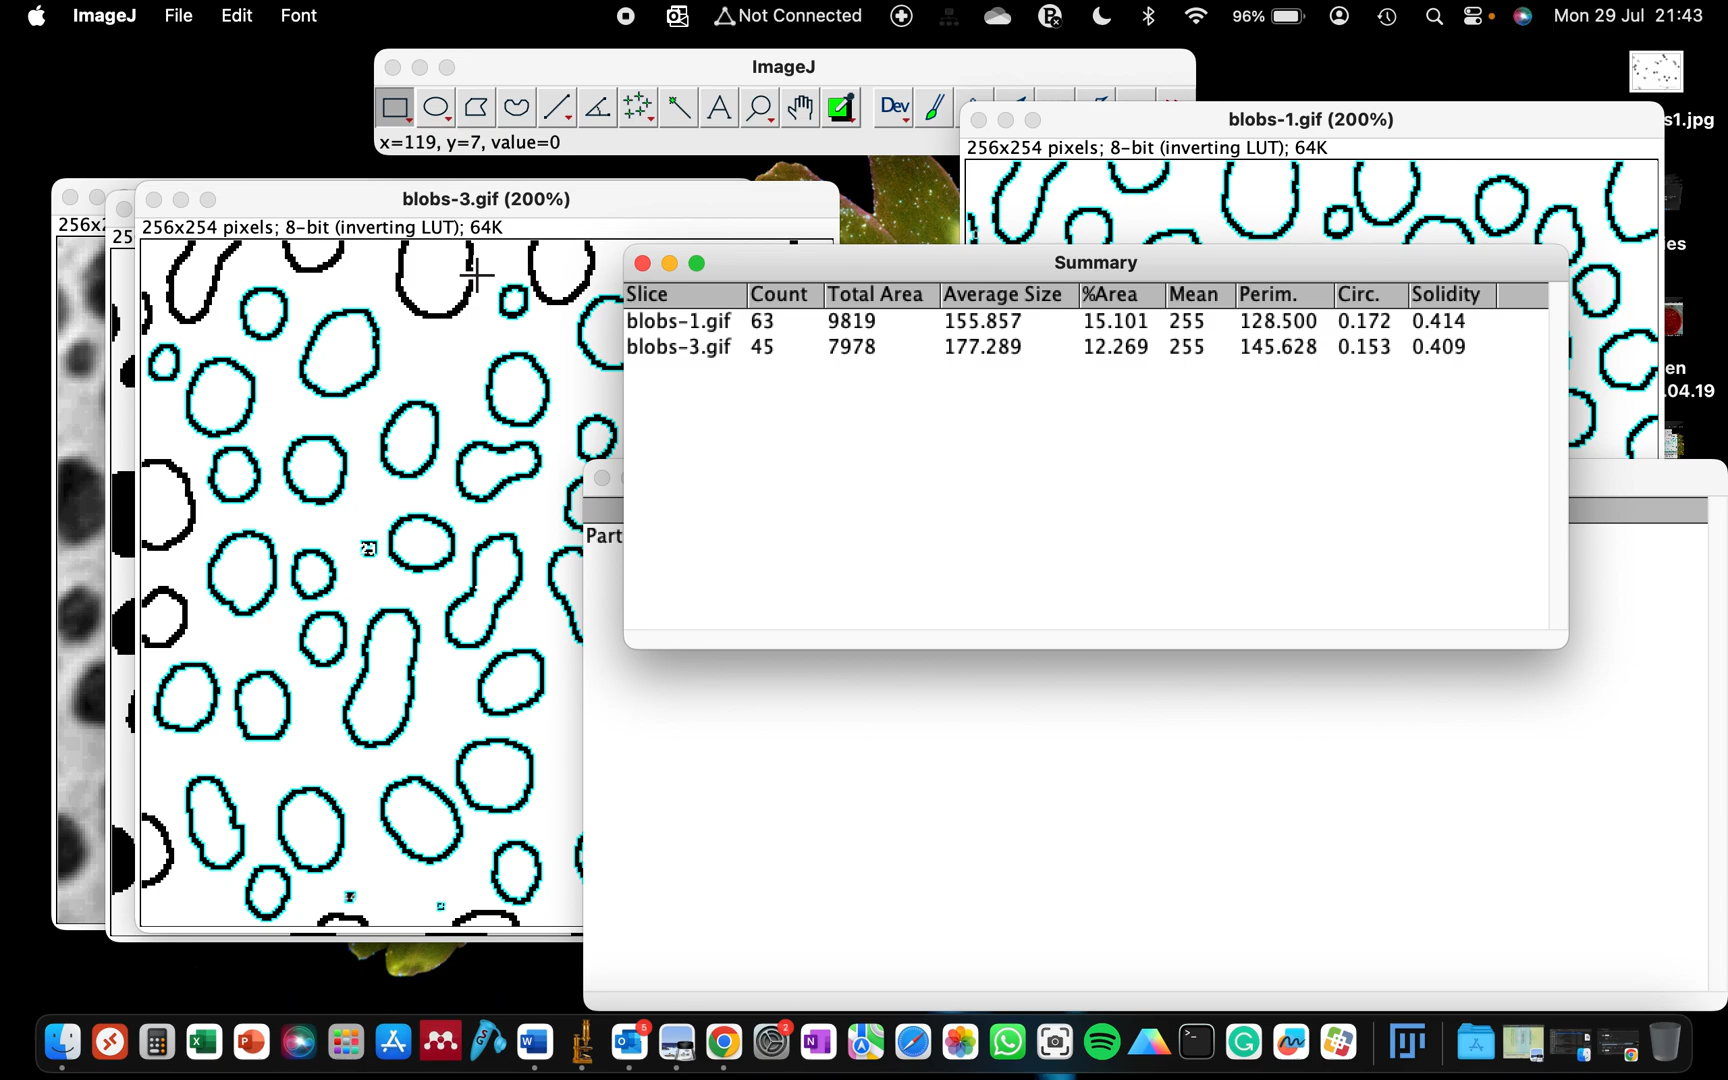 ImageJ File Edit Font Not Connected 96% Mon 29 Jul 21:43
ImageJ
Dev
x=119, y=7, value=0
s1.jpg
blobs-1.gif (200%)
256x254 pixels; 8-bit (inverting LUT); 64K
blobs-3.gif (200%)
256x2
25
256x254 pixels; 8-bit (inverting LUT); 64K
es
Summary
Slice Count Total Area Average Size %Area Mean Perim. Circ. Solidity
blobs-1.gif 63 9819 155.857 15.101 255 128.500 0.172 0.414
blobs-3.gif 45 7978 177.289 12.269 255 145.628 0.153 0.409
en
.04.19
Part
5
2